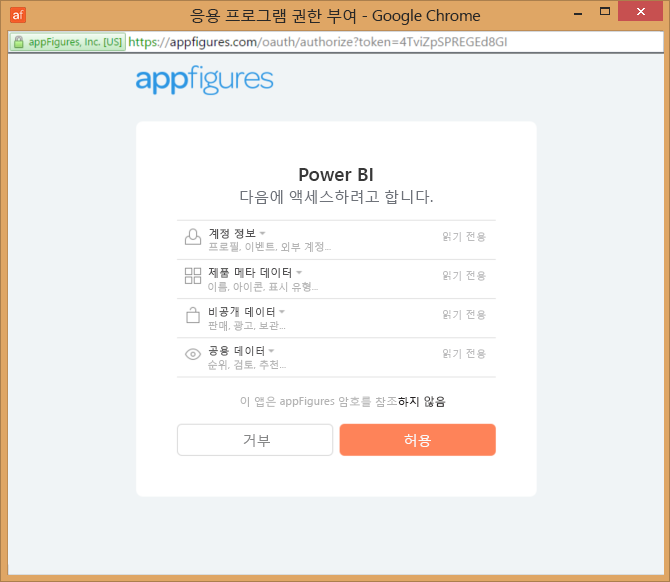 af 응용 프로그램 권한 부여 - Google Chrome
appFigures, Inc. [US] https://appfigures.com/oauth/authorize?token=4TviZpSPREGEd8GI
appfigures
Power BI
다음에 액세스하려고 합니다.
계정 정보
읽기 전용
프로필, 이벤트, 외부 계정...
제품 메타 데이터
읽기 전용
이름, 아이콘, 표시 유형...
비공개 데이터
읽기 전용
판매, 광고, 보관...
공용 데이터
읽기 전용
순위, 검토, 추천...
이 앱은 appFigures 암호를 참조하지 않음
거부
허용